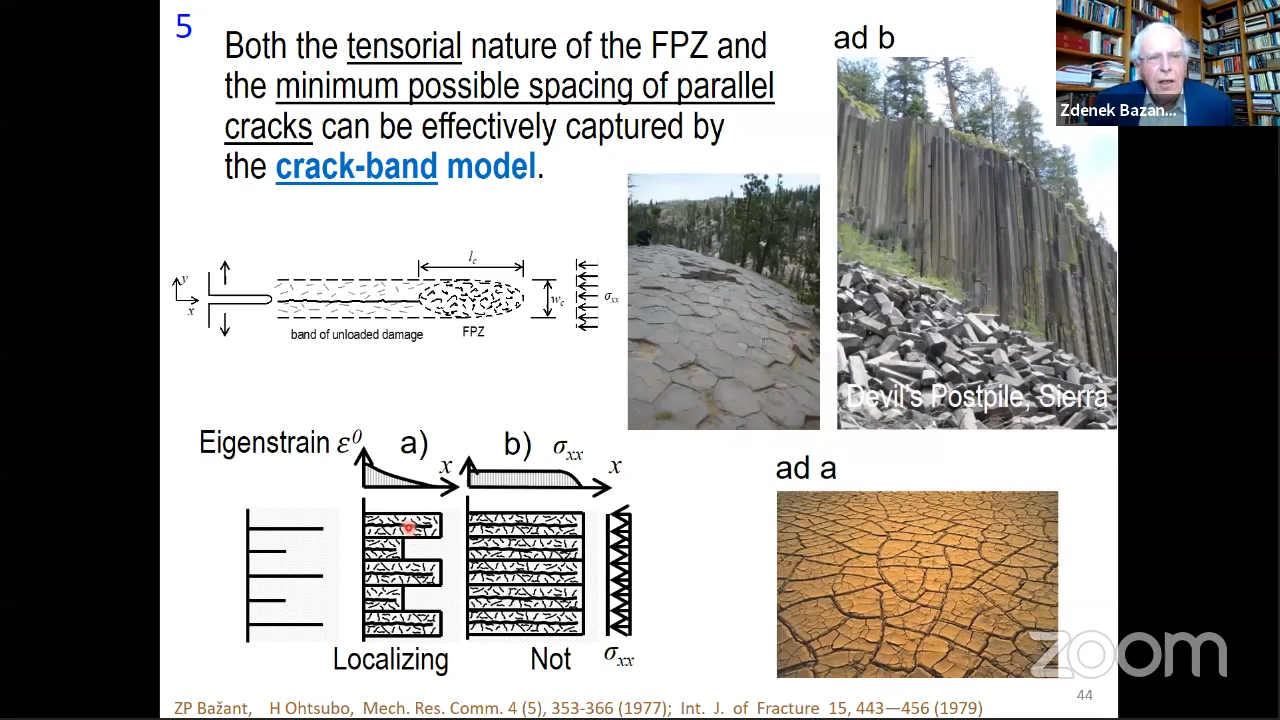 5
Both the tensorial nature of the FPZ and
the minimum possible spacing of parallel
cracks can be effectively captured by
the crack-band model.
ad b
Zdenek Bazan...
Devil's Postpile, Sierra
y
x
l_c
w_c
σ_xx
band of unloaded damage
FPZ
Eigenstrain ε⁰
a)
x
b)
σ_xx
x
Localizing
Not
σ_xx
ad a
zoom
44
ZP Bažant, H Ohtsubo, Mech. Res. Comm. 4 (5), 353-366 (1977); Int. J. of Fracture 15, 443—456 (1979)